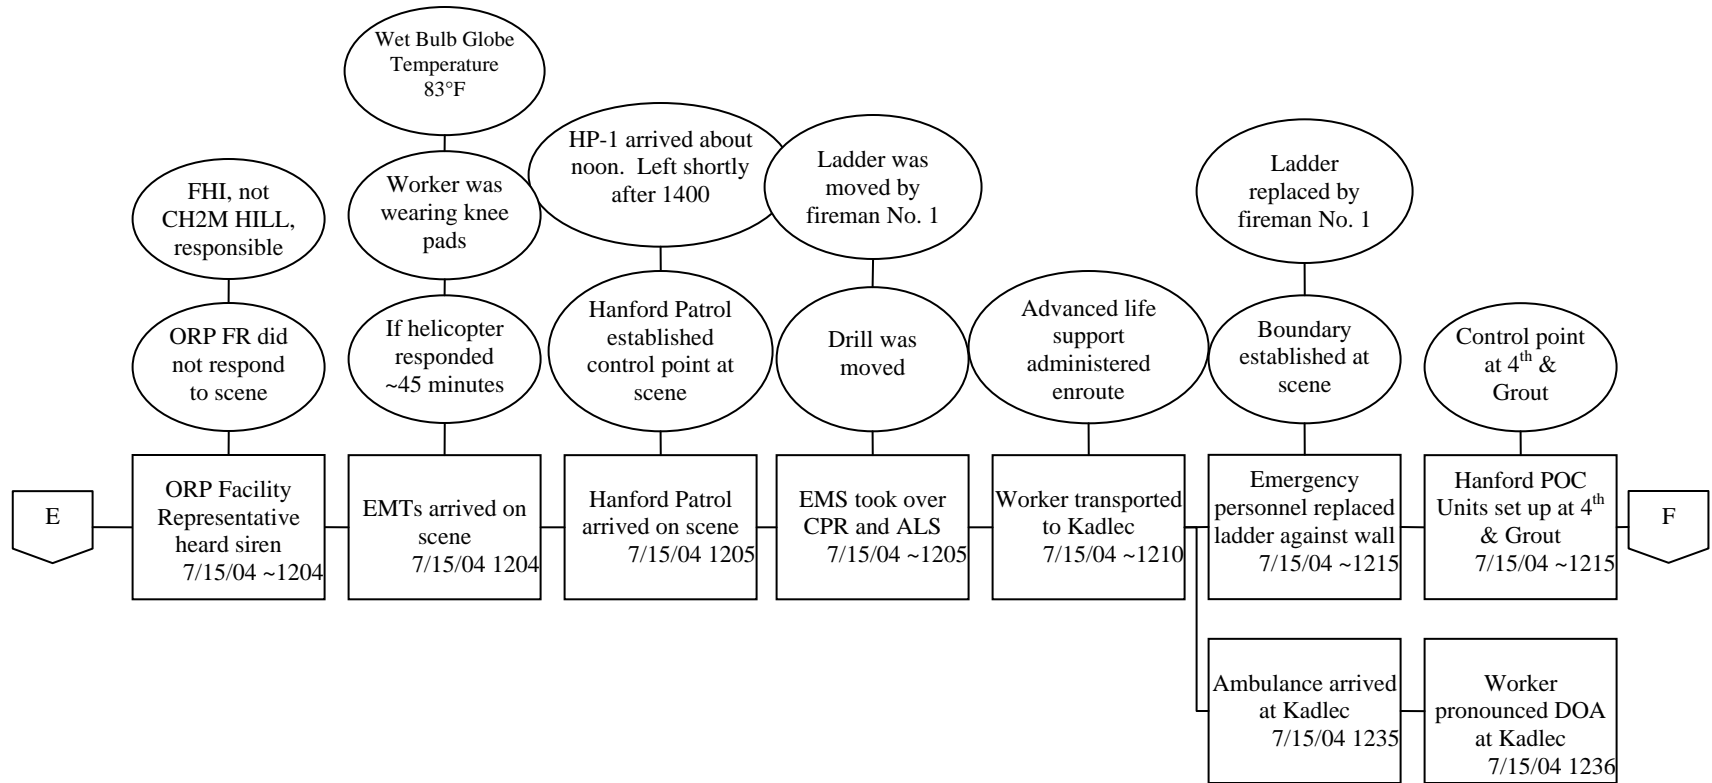 Wet Bulb Globe
Temperature
83°F
FHI, not
CH2M HILL,
responsible
Worker was
wearing knee
pads
HP-1 arrived about
noon. Left shortly
after 1400
Ladder was
moved by
fireman No. 1
Ladder
replaced by
fireman No. 1
ORP FR did
not respond
to scene
If helicopter
responded
~45 minutes
Hanford Patrol
established
control point at
scene
Drill was
moved
Advanced life
support
administered
enroute
Boundary
established at
scene
Control point
at 4th &
Grout
E
ORP Facility
Representative
heard siren
7/15/04 ~1204
EMTs arrived on
scene
7/15/04 1204
Hanford Patrol
arrived on scene
7/15/04 1205
EMS took over
CPR and ALS
7/15/04 ~1205
Worker transported
to Kadlec
7/15/04 ~1210
Emergency
personnel replaced
ladder against wall
7/15/04 ~1215
Hanford POC
Units set up at 4th
& Grout
7/15/04 ~1215
F
Ambulance arrived
at Kadlec
7/15/04 1235
Worker
pronounced DOA
at Kadlec
7/15/04 1236